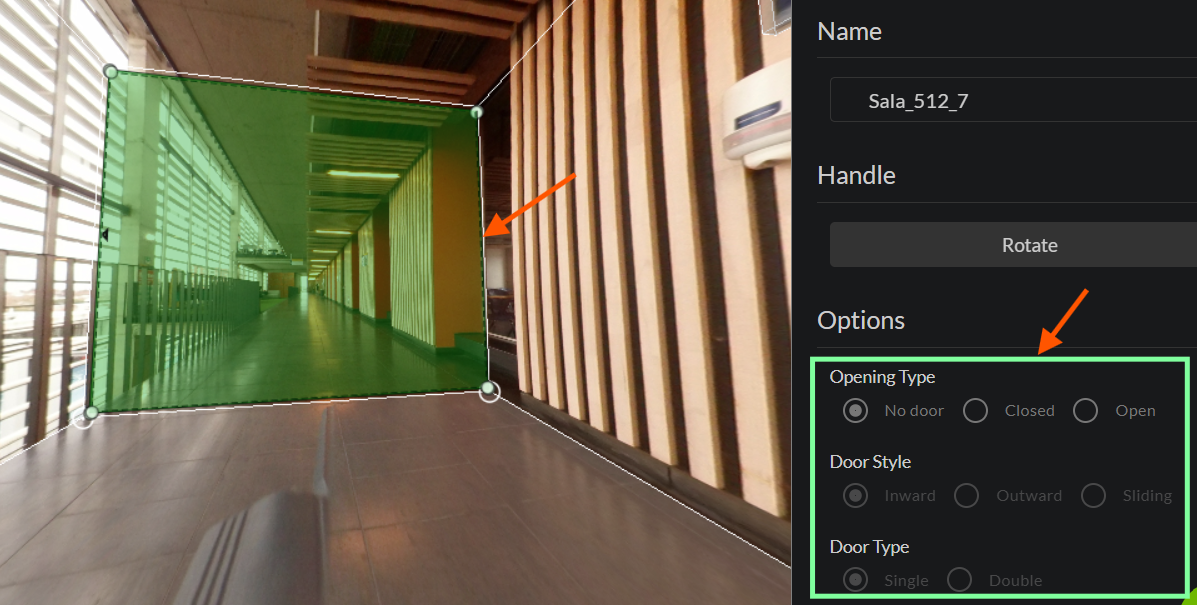 Name
Sala_512_7
Handle
Rotate
Options
Opening Type
No door Closed Open
Door Style
Inward Outward Sliding
Door Type
Single Double